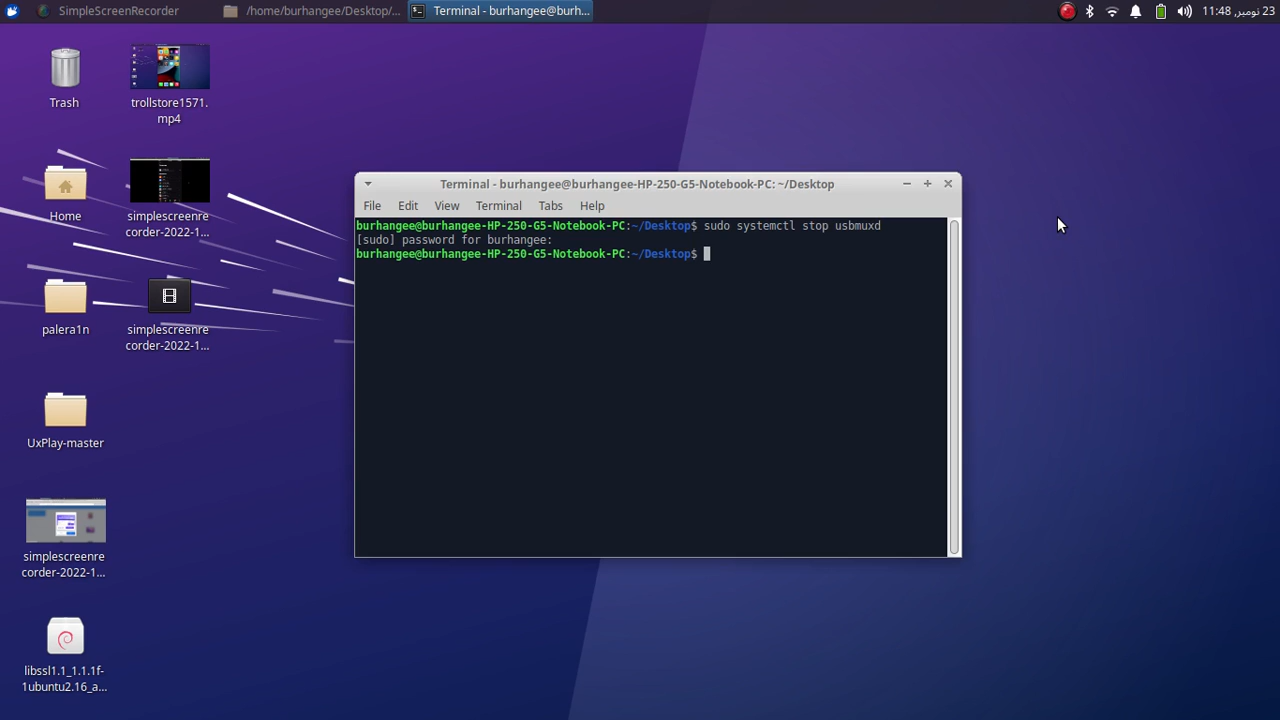 SimpleScreenRecorder
/home/burhangee/Desktop/...
Terminal - burhangee@burh...
23 نومبر, 11:48
Trash
trollstore1571.
mp4
Home
simplescreenre
corder-2022-1...
palera1n
simplescreenre
corder-2022-1...
UxPlay-master
simplescreenre
corder-2022-1...
libssl1.1_1.1.1f-
1ubuntu2.16_a...
Terminal - burhangee@burhangee-HP-250-G5-Notebook-PC: ~/Desktop
File Edit View Terminal Tabs Help
burhangee@burhangee-HP-250-G5-Notebook-PC:~/Desktop$ sudo systemctl stop usbmuxd
[sudo] password for burhangee:
burhangee@burhangee-HP-250-G5-Notebook-PC:~/Desktop$